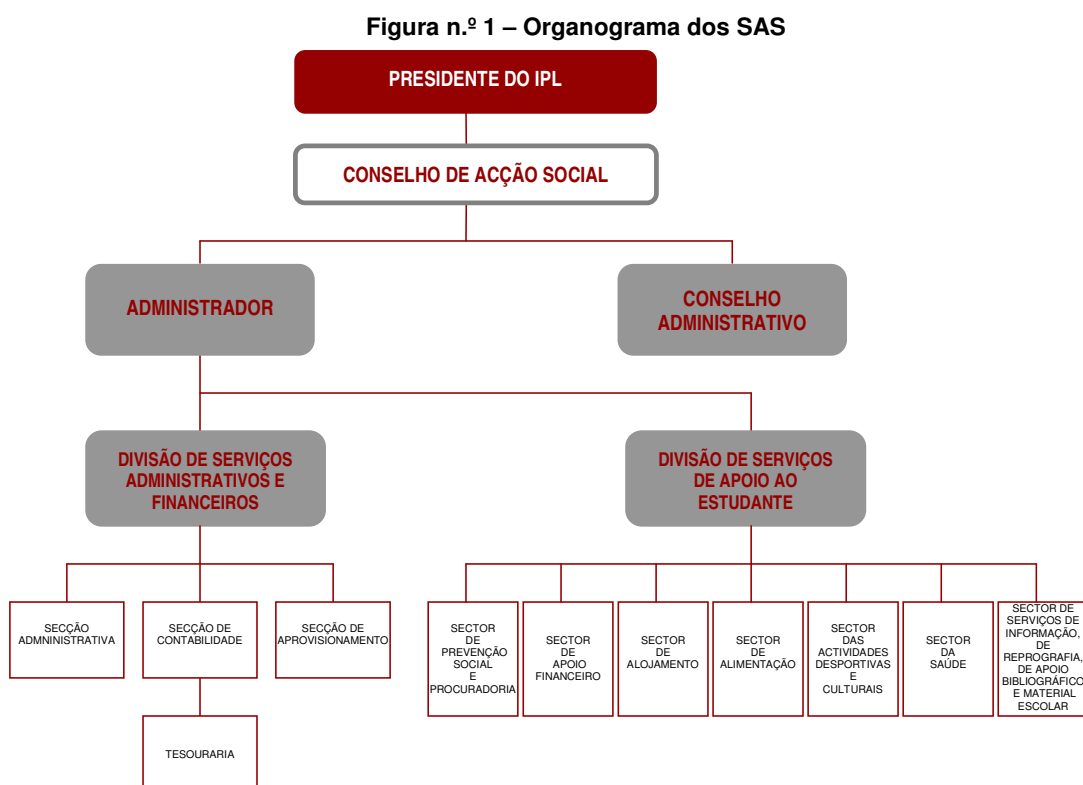 Figura n.º 1 – Organograma dos SAS
PRESIDENTE DO IPL
CONSELHO DE ACÇÃO SOCIAL
ADMINISTRADOR
CONSELHO
ADMINISTRATIVO
DIVISÃO DE SERVIÇOS
ADMINISTRATIVOS E
FINANCEIROS
DIVISÃO DE SERVIÇOS
DE APOIO AO
ESTUDANTE
SECÇÃO
ADMNINISTRATIVA
SECÇÃO DE
CONTABILIDADE
SECÇÃO DE
APROVISIONAMENTO
SECTOR
DE
PREVENÇÃO
SOCIAL
E
PROCURADORIA
SECTOR
DE
APOIO
FINANCEIRO
SECTOR
DE
ALOJAMENTO
SECTOR
DE
ALIMENTAÇÃO
SECTOR
DAS
ACTIVIDADES
DESPORTIVAS
E
CULTURAIS
SECTOR
DA
SAÚDE
SECTOR DE
SERVIÇOS DE
INFORMAÇÃO,
DE
REPROGRAFIA,
DE APOIO
BIBLIOGRÁFICO
E MATERIAL
ESCOLAR
TESOURARIA